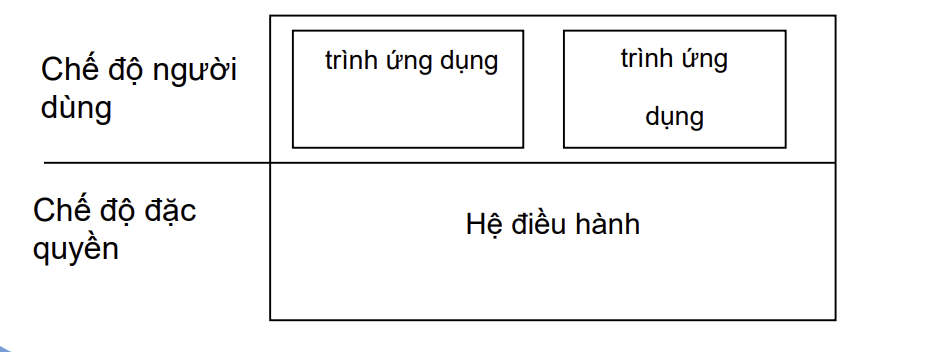 Chế độ người
dùng
trình ứng dụng
trình ứng
dụng
Chế độ đặc
quyền
Hệ điều hành